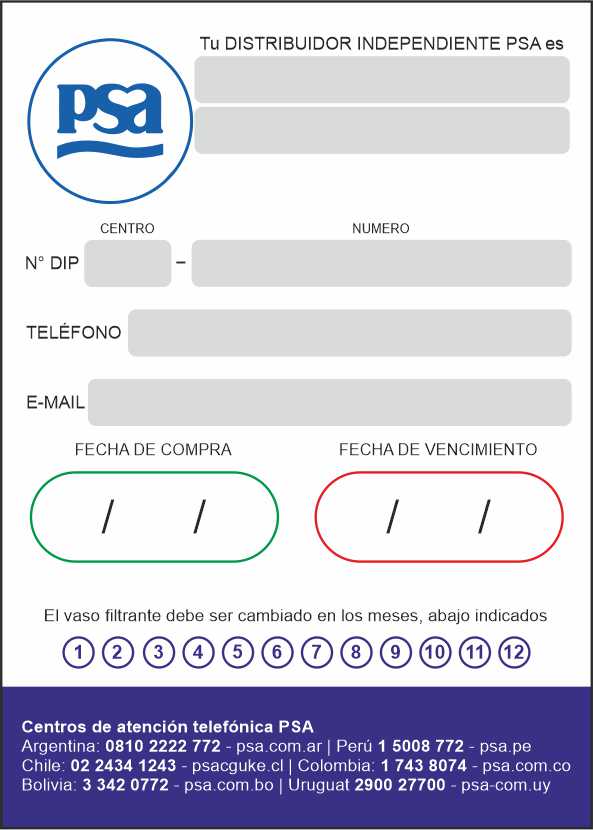 Tu DISTRIBUIDOR INDEPENDIENTE PSA es
psa
CENTRO NUMERO
N° DIP –
TELÉFONO
E-MAIL
FECHA DE COMPRA FECHA DE VENCIMIENTO
/ / / /
El vaso filtrante debe ser cambiado en los meses, abajo indicados
1 2 3 4 5 6 7 8 9 10 11 12
Centros de atención telefónica PSA
Argentina: 0810 2222 772 - psa.com.ar | Perú 1 5008 772 - psa.pe
Chile: 02 2434 1243 - psacguke.cl | Colombia: 1 743 8074 - psa.com.co
Bolivia: 3 342 0772 - psa.com.bo | Uruguat 2900 27700 - psa-com.uy